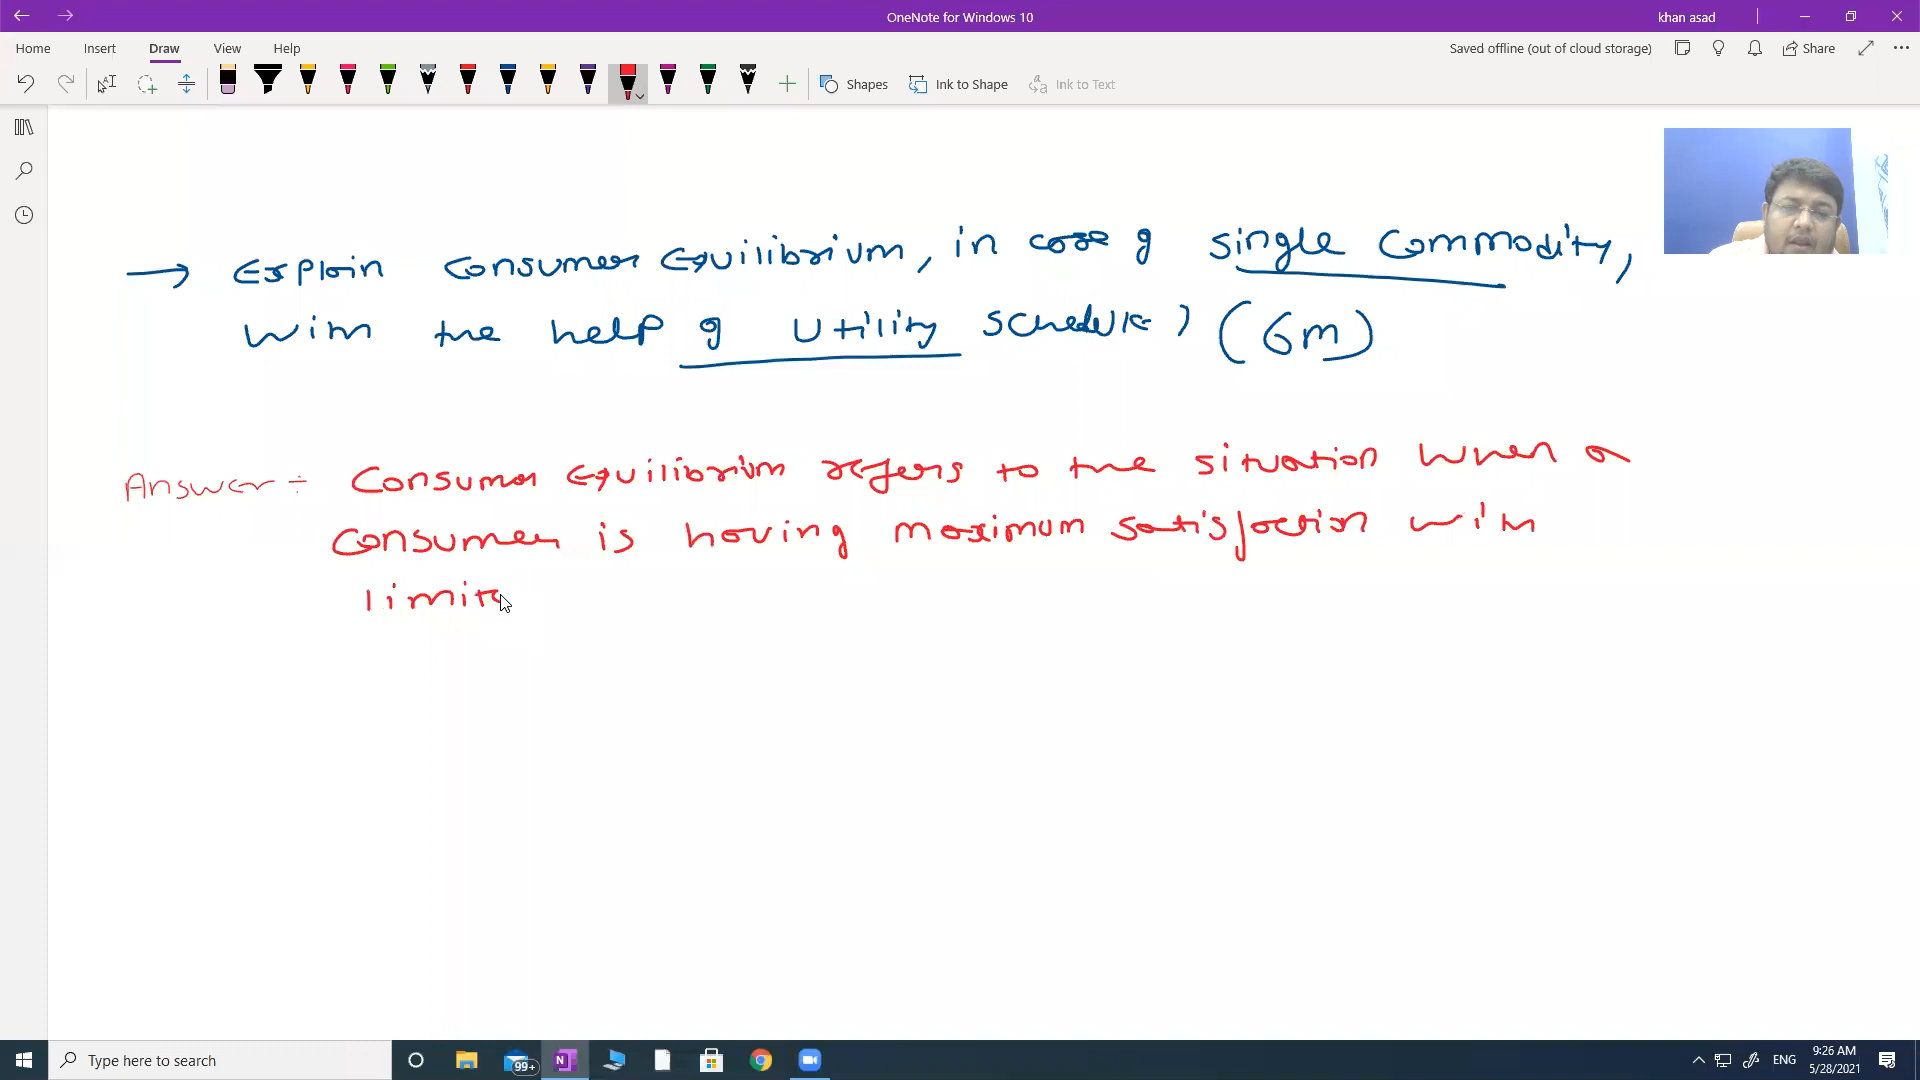 OneNote for Windows 10
khan asad
Home Insert Draw View Help
Saved offline (out of cloud storage)
Share
Shapes
Ink to Shape
Ink to Text
→ Explain Consumer Equilibrium, in case of single commodity,
with the help of Utility Schedule? (6m)
Answer :- Consumer Equilibrium refers to the situation when a
Consumer is having maximum satisfaction with
limite
Type here to search
99+
ENG
9:26 AM
5/28/2021